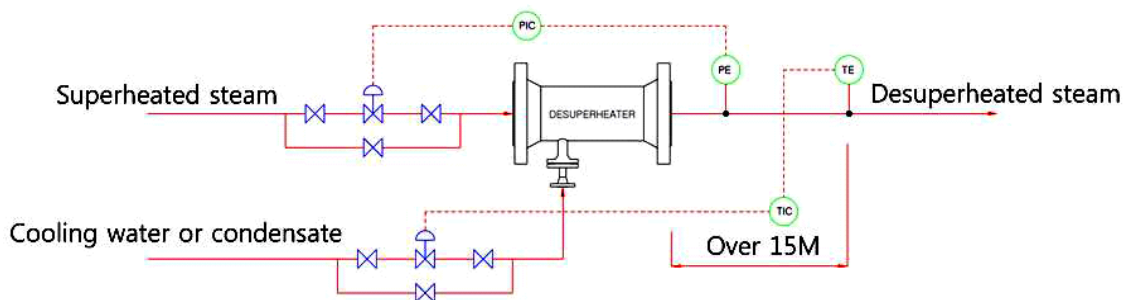 PIC
PE
TE
Superheated steam
Desuperheated steam
DESUPERHEATER
TIC
Cooling water or condensate
Over 15M